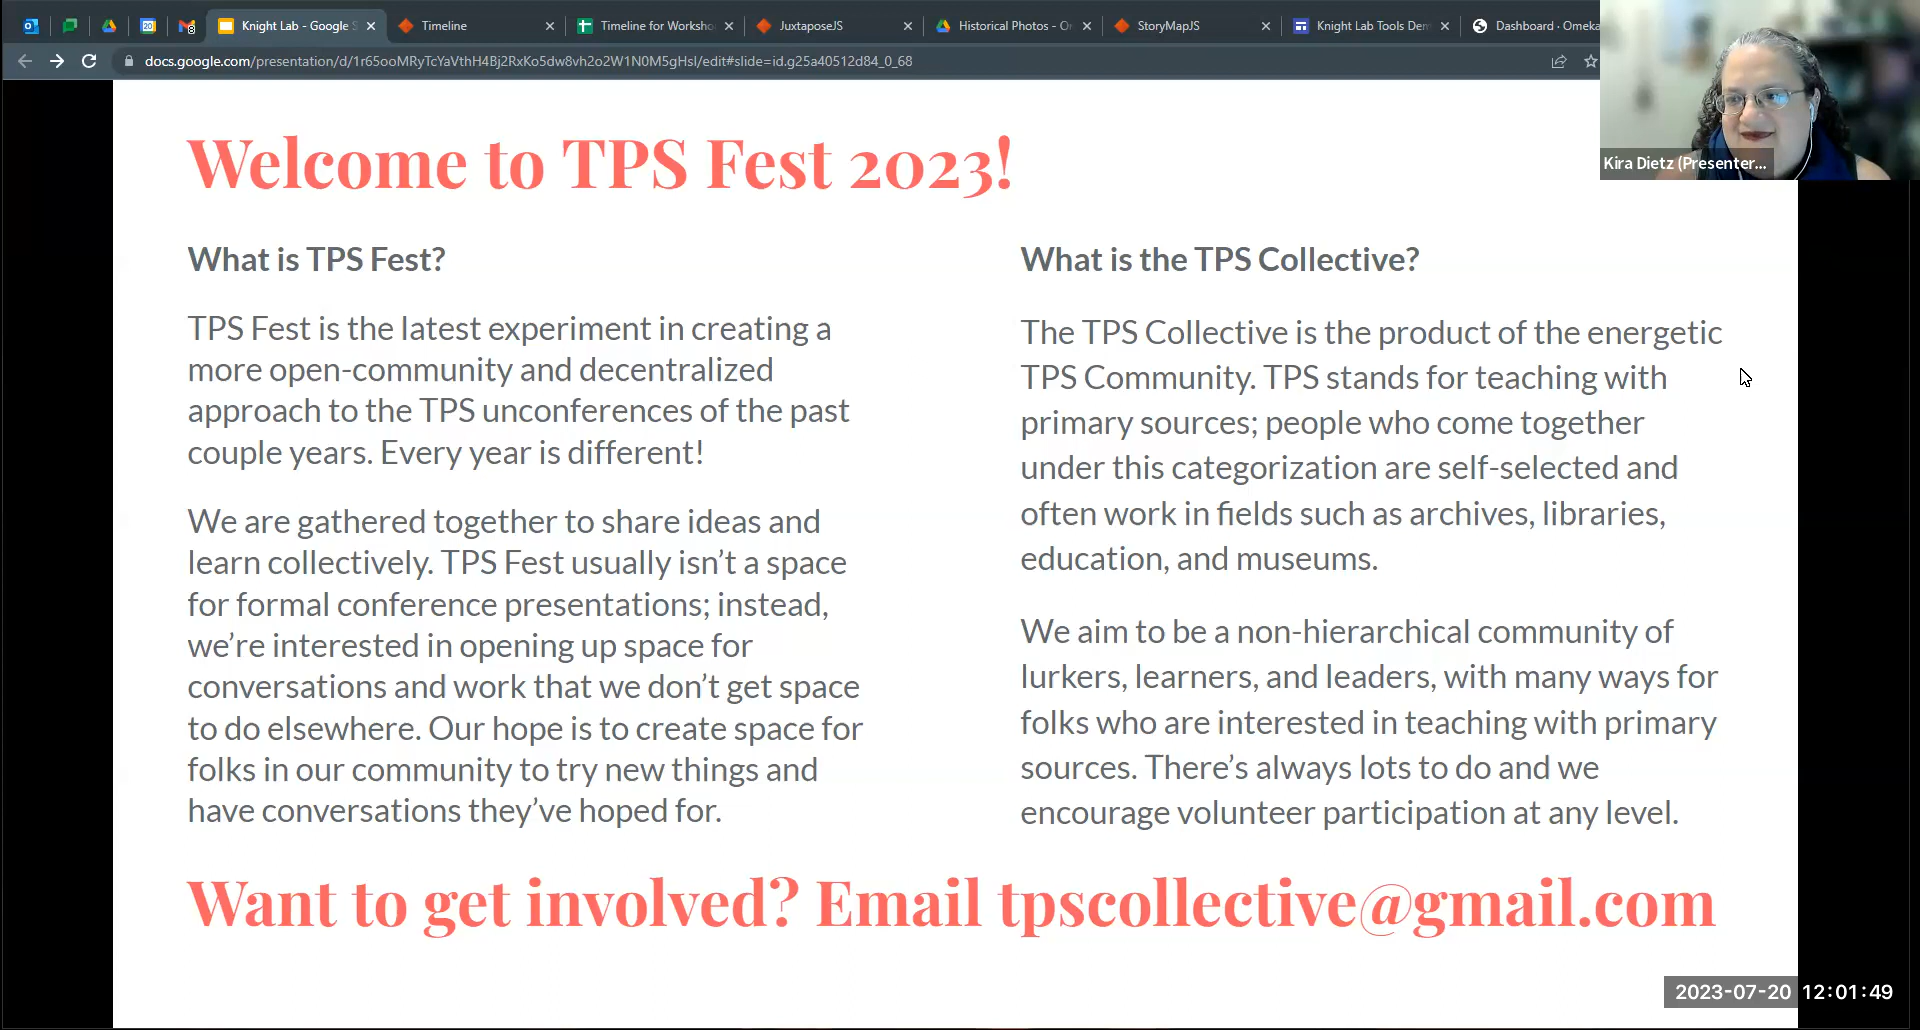 Knight Lab - Google S
Timeline
Timeline for Worksho
JuxtaposeJS
Historical Photos - Or
StoryMapJS
Knight Lab Tools Dem
Dashboard · Omeka
docs.google.com/presentation/d/1r65ooMRyTcYaVthH4Bj2RxKo5dw8vh2o2W1N0M5gHsI/edit#slide=id.g25a40512d84_0_68
Kira Dietz (Presenter...
Welcome to TPS Fest 2023!
What is TPS Fest?
TPS Fest is the latest experiment in creating a
more open-community and decentralized
approach to the TPS unconferences of the past
couple years. Every year is different!
We are gathered together to share ideas and
learn collectively. TPS Fest usually isn’t a space
for formal conference presentations; instead,
we’re interested in opening up space for
conversations and work that we don’t get space
to do elsewhere. Our hope is to create space for
folks in our community to try new things and
have conversations they’ve hoped for.
What is the TPS Collective?
The TPS Collective is the product of the energetic
TPS Community. TPS stands for teaching with
primary sources; people who come together
under this categorization are self-selected and
often work in fields such as archives, libraries,
education, and museums.
We aim to be a non-hierarchical community of
lurkers, learners, and leaders, with many ways for
folks who are interested in teaching with primary
sources. There’s always lots to do and we
encourage volunteer participation at any level.
Want to get involved? Email tpscollective@gmail.com
2023-07-20 12:01:49